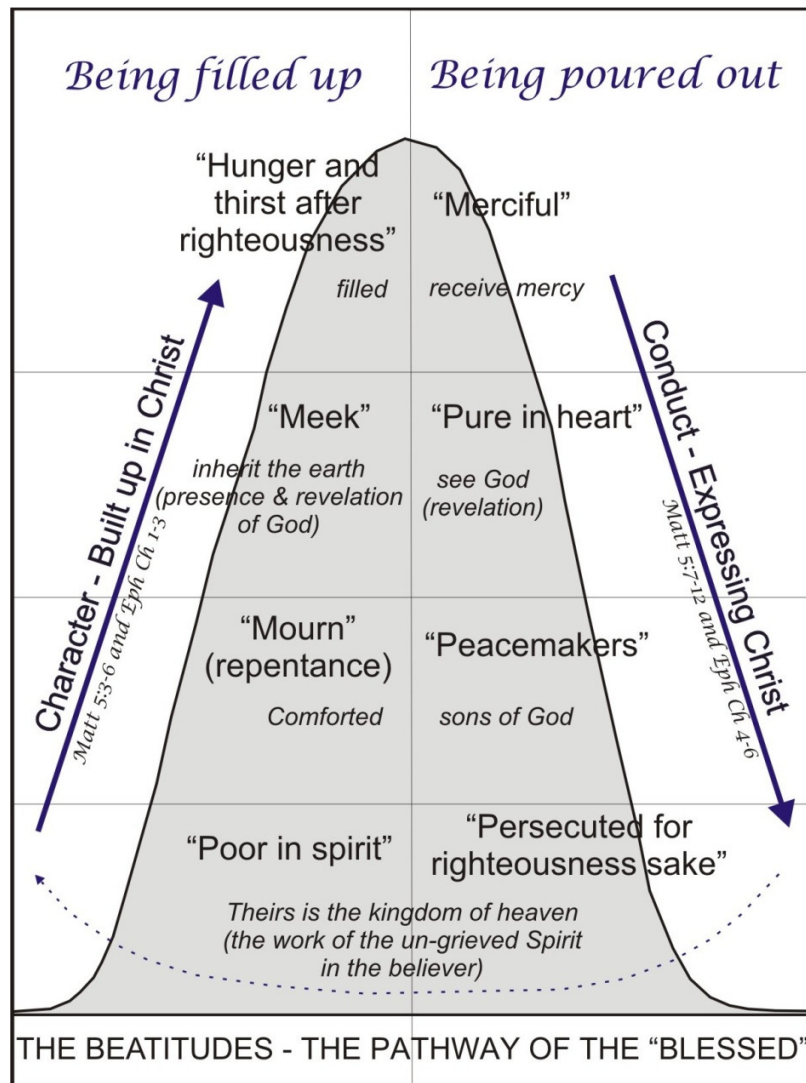 Being filled up
Being poured out
“Hunger and
thirst after
righteousness”
filled
“Merciful”
receive mercy
“Meek”
inherit the earth
(presence & revelation
of God)
“Pure in heart”
see God
(revelation)
“Mourn”
(repentance)
Comforted
“Peacemakers”
sons of God
“Poor in spirit”
“Persecuted for
righteousness sake”
Theirs is the kingdom of heaven
(the work of the un-grieved Spirit
in the believer)
Character - Built up in Christ
Matt 5:3-6 and Eph Ch 1-3
Conduct - Expressing Christ
Matt 5:7-12 and Eph Ch 4-6
THE BEATITUDES - THE PATHWAY OF THE “BLESSED”